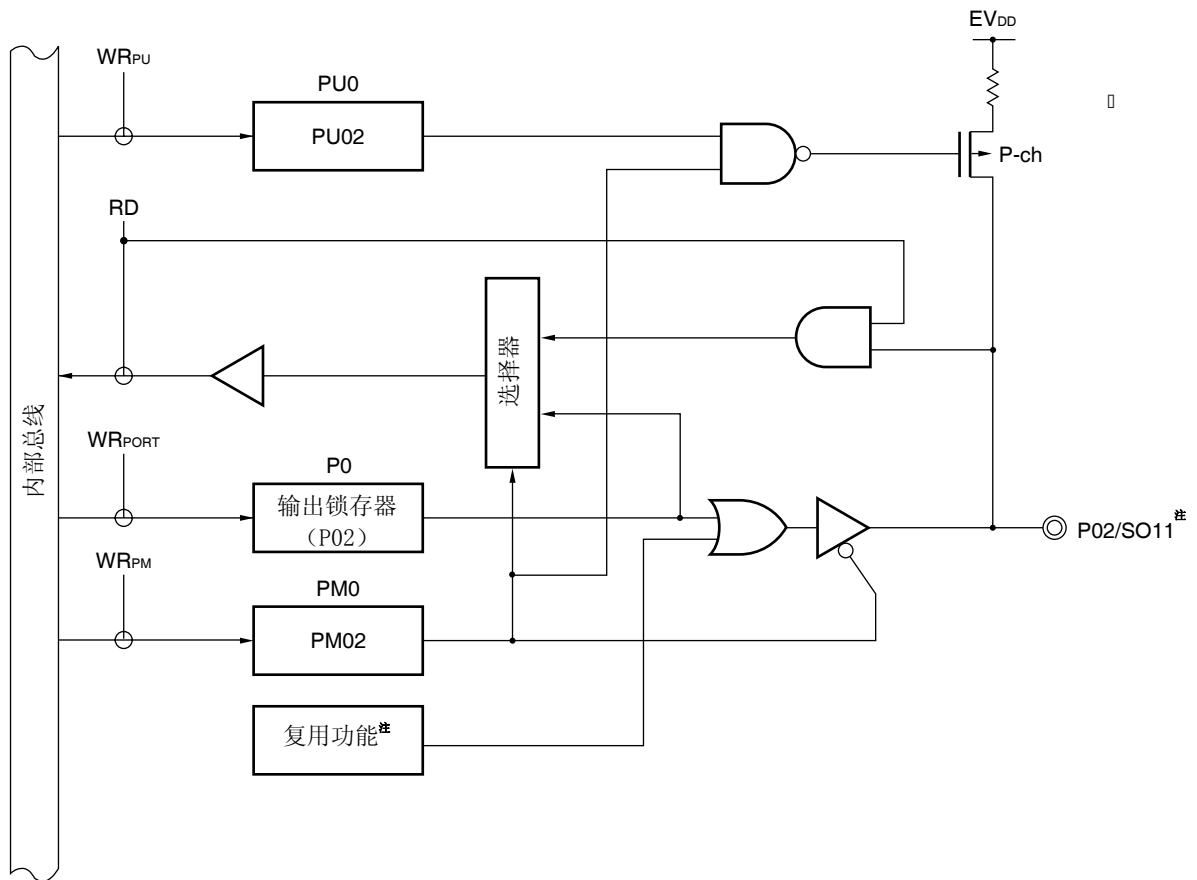 EVDD
WRPU
PU0
PU02
P-ch
RD
选择器
内部总线
WRPORT
P0
输出锁存器
（P02）
P02/SO11注
WRPM
PM0
PM02
复用功能注